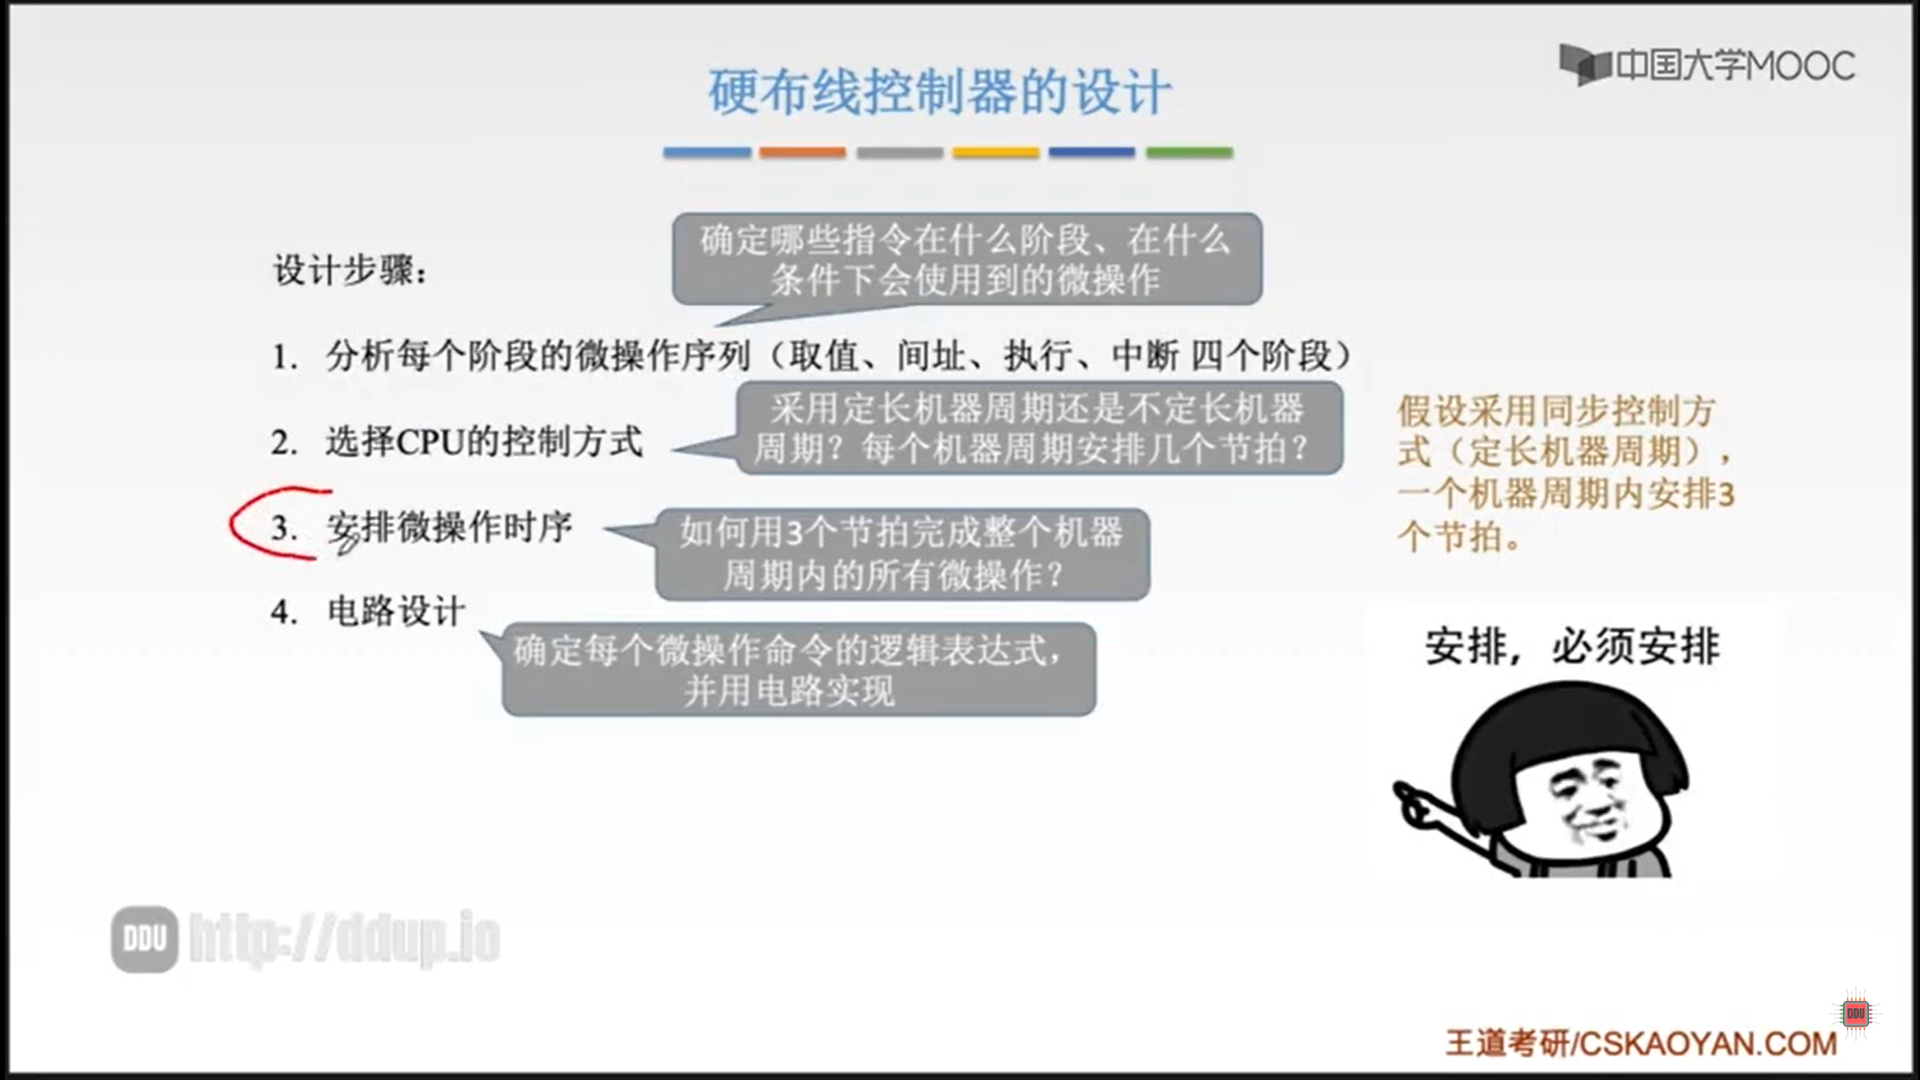 中国大学MOOC
硬布线控制器的设计
确定哪些指令在什么阶段、在什么
条件下会使用到的微操作
设计步骤：
1. 分析每个阶段的微操作序列（取值、间址、执行、中断 四个阶段）
采用定长机器周期还是不定长机器
周期？每个机器周期安排几个节拍？
2. 选择CPU的控制方式
假设采用同步控制方
式（定长机器周期），
一个机器周期内安排3
个节拍。
3. 安排微操作时序
如何用3个节拍完成整个机器
周期内的所有微操作？
4. 电路设计
确定每个微操作命令的逻辑表达式，
并用电路实现
安排，必须安排
DDU http://ddup.io
DDU
王道考研/CSKAOYAN.COM